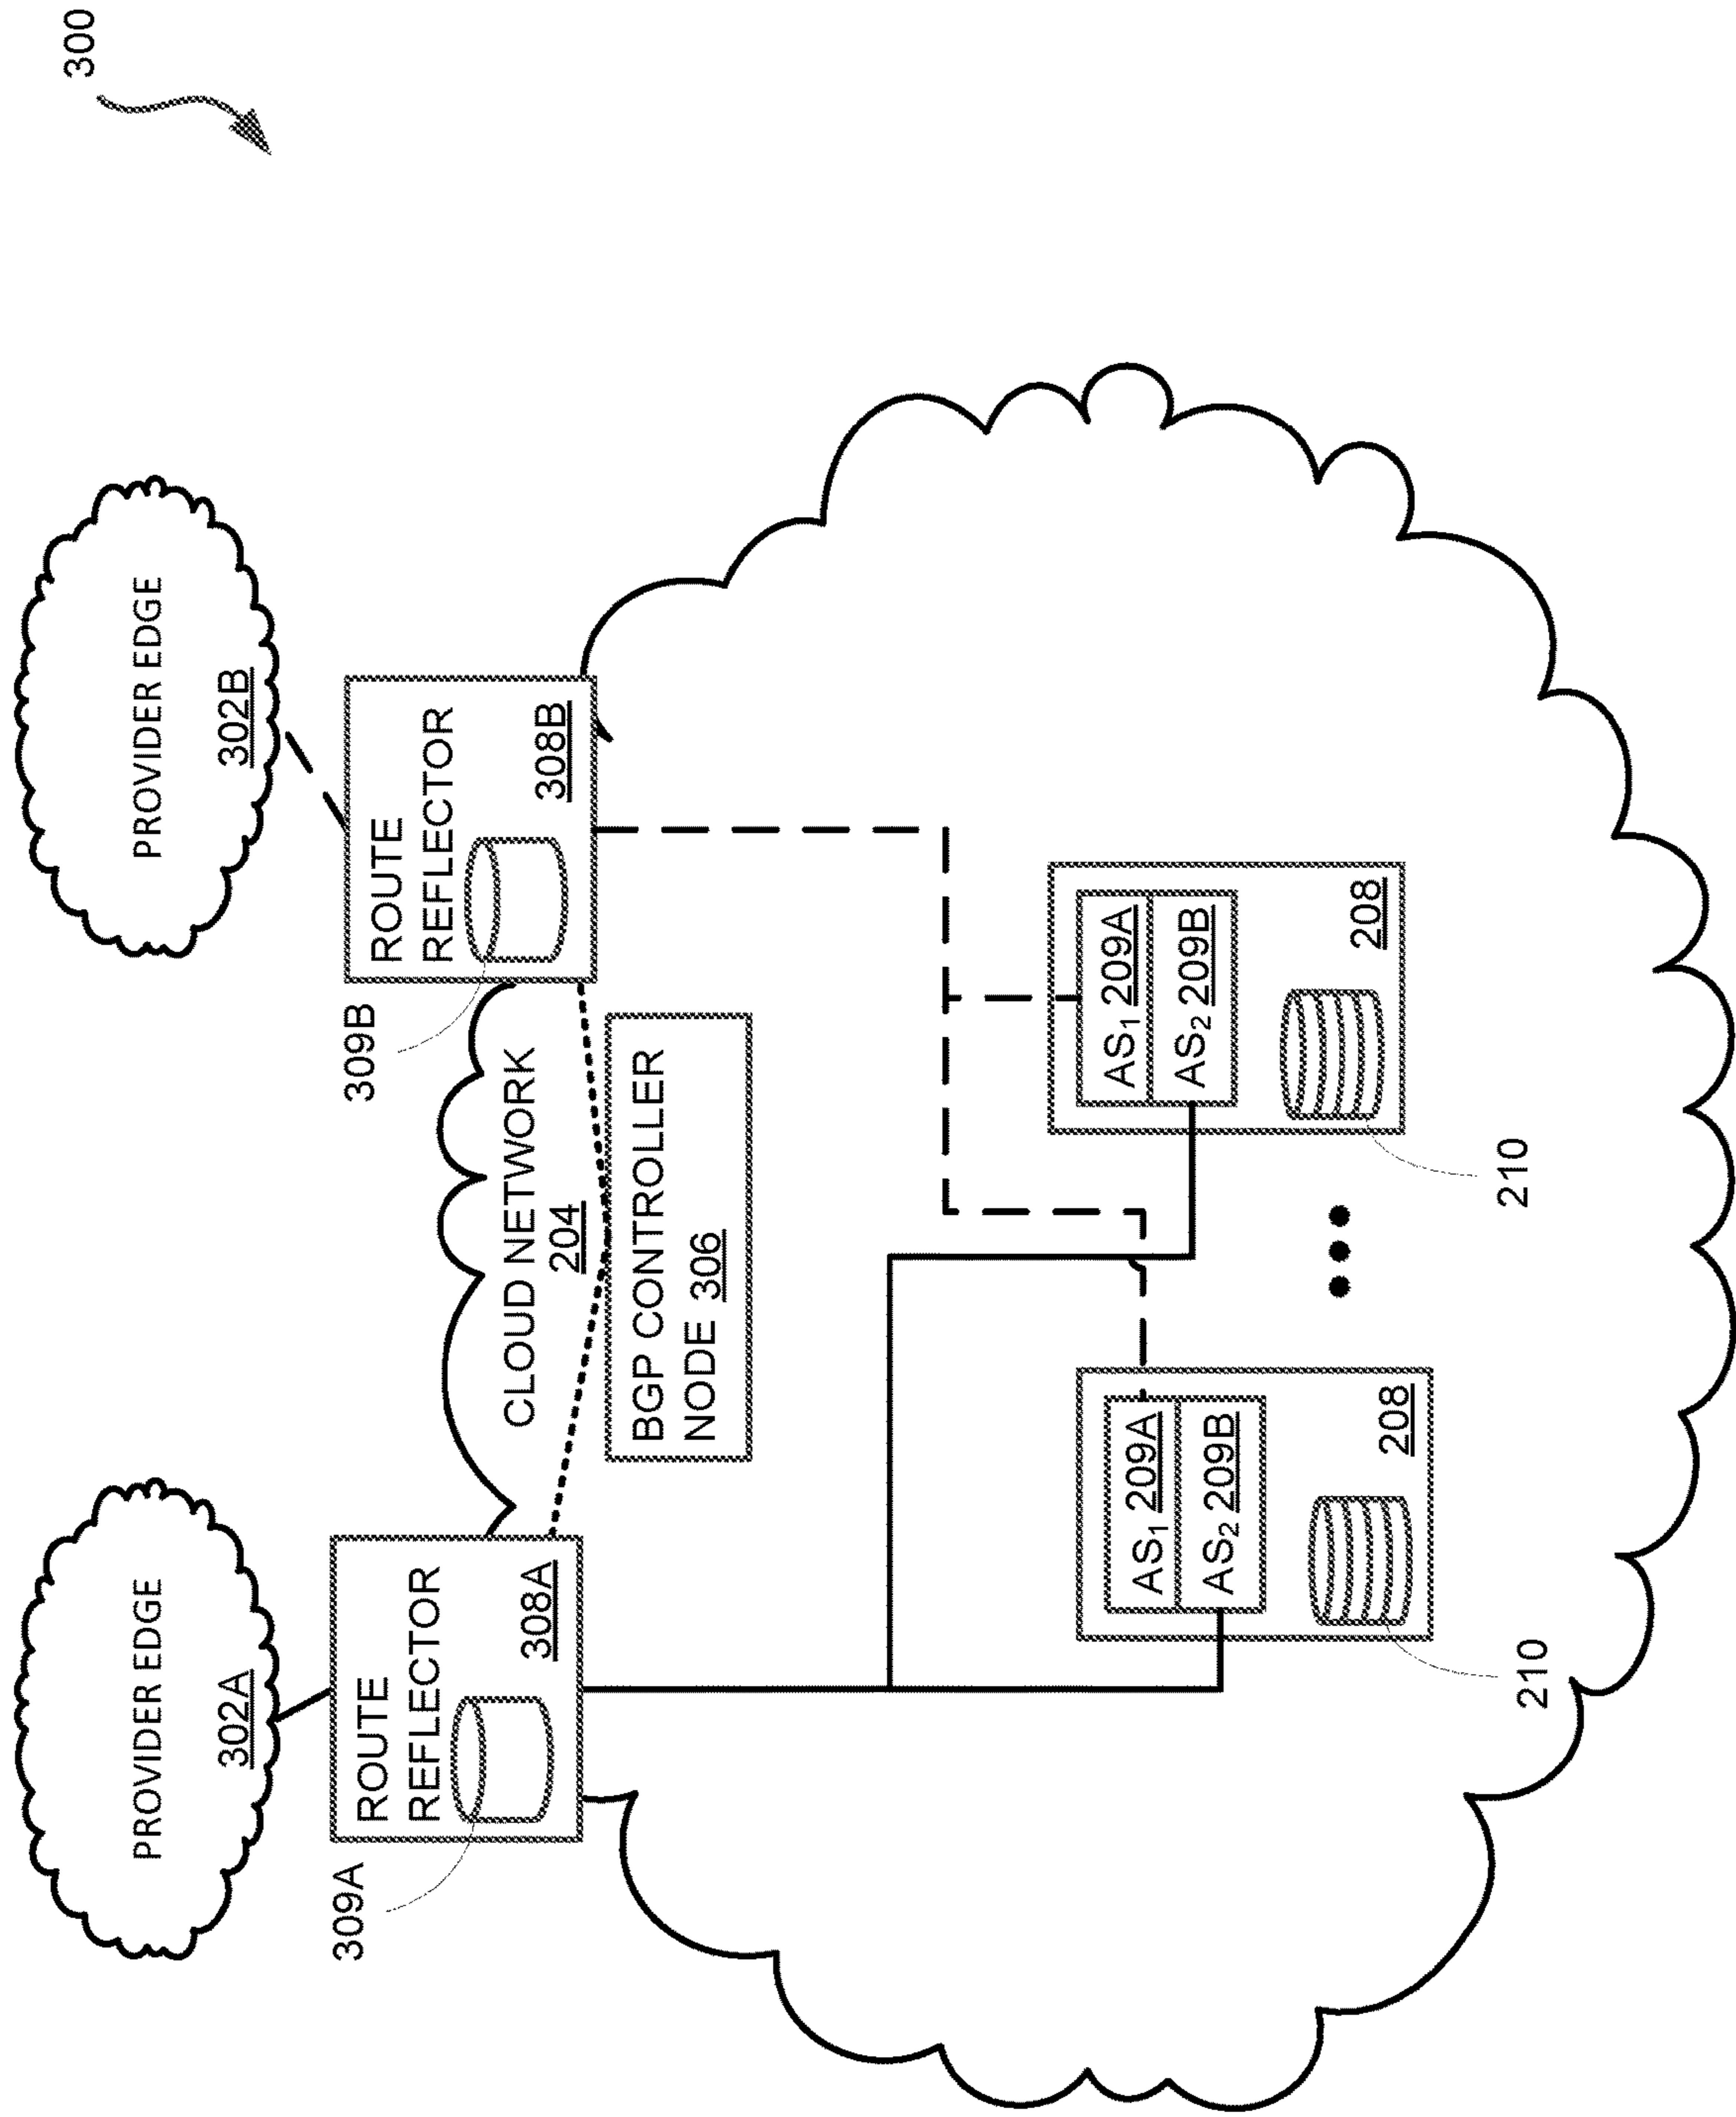 300
PROVIDER EDGE
302A
PROVIDER EDGE
302B
309A
ROUTE
REFLECTOR
308A
CLOUD NETWORK
204
309B
ROUTE
REFLECTOR
308B
BGP CONTROLLER
NODE 306
AS₁ 209A
AS₂ 209B
208
210
AS₁ 209A
AS₂ 209B
208
210